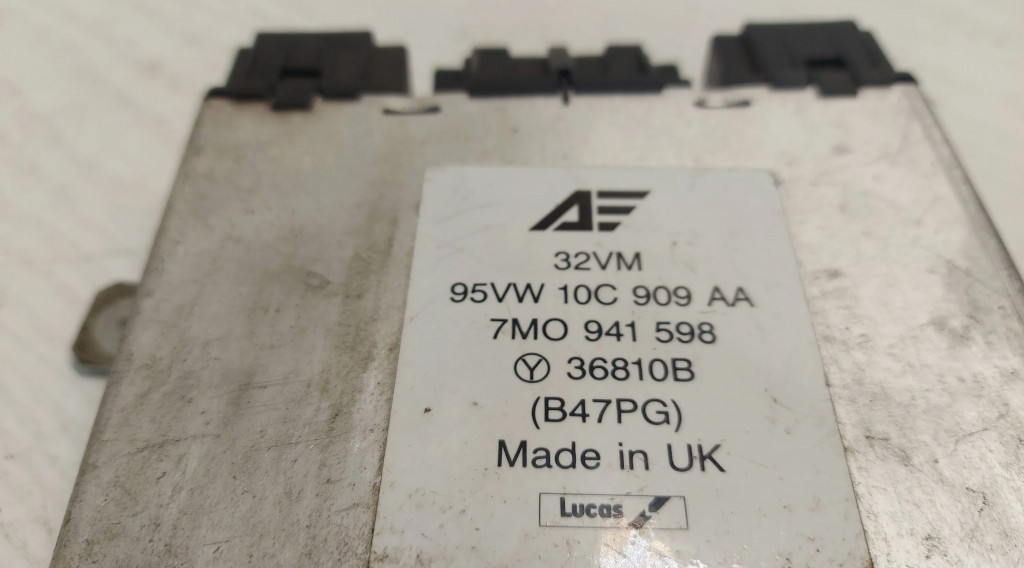 AE
32VM
95VW 10C 909 AA
7MO 941 598
Ⓨ 36810B
(B47PG)
Made in UK
Lucas